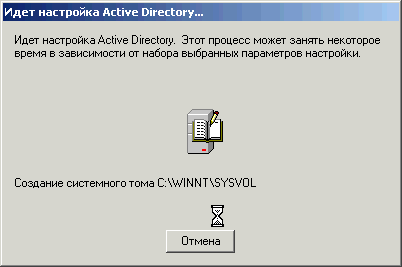 Идет настройка Active Directory...
Идет настройка Active Directory. Этот процесс может занять некоторое
время в зависимости от набора выбранных параметров настройки.
Создание системного тома C:\WINNT\SYSVOL
Отмена